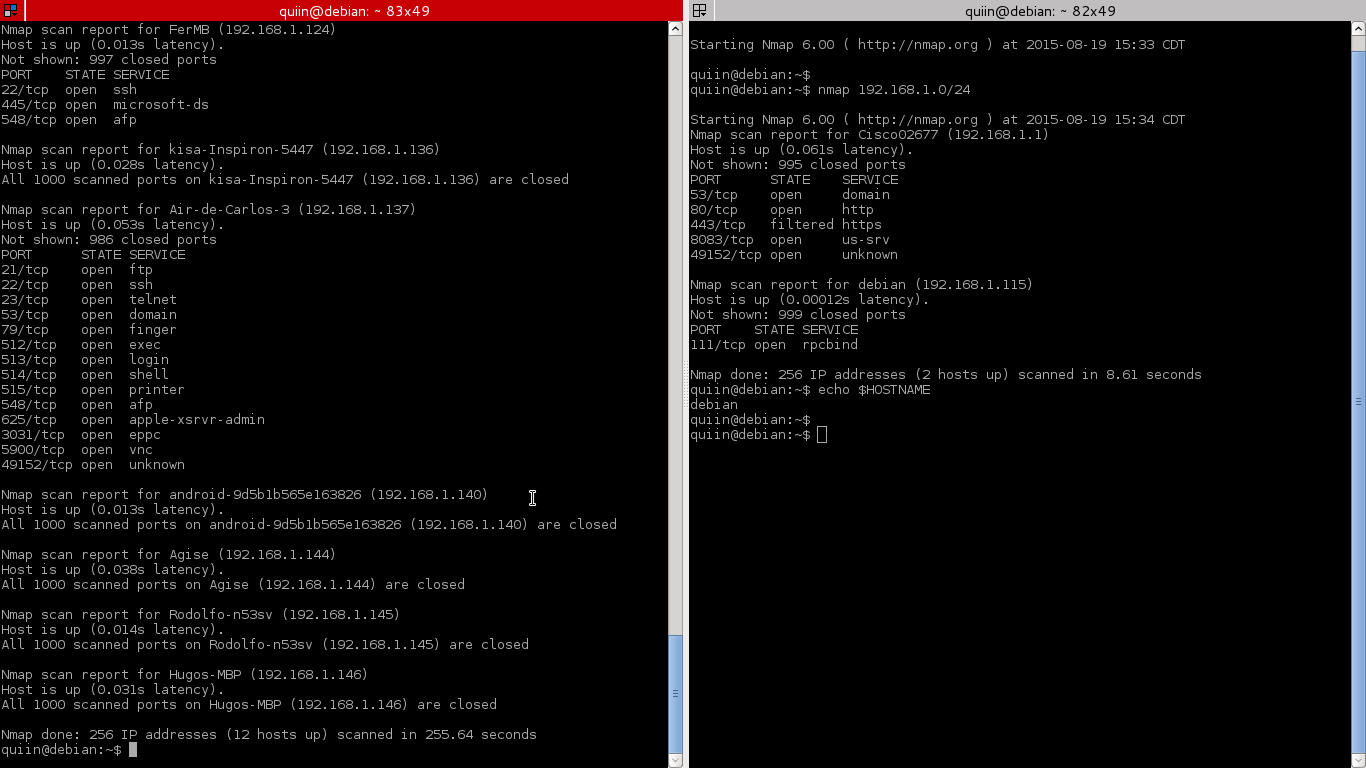 quiin@debian: ~ 83x49
Nmap scan report for FerMB (192.168.1.124)
Host is up (0.013s latency).
Not shown: 997 closed ports
PORT    STATE SERVICE
22/tcp  open  ssh
445/tcp open  microsoft-ds
548/tcp open  afp
Nmap scan report for kisa-Inspiron-5447 (192.168.1.136)
Host is up (0.028s latency).
All 1000 scanned ports on kisa-Inspiron-5447 (192.168.1.136) are closed
Nmap scan report for Air-de-Carlos-3 (192.168.1.137)
Host is up (0.053s latency).
Not shown: 986 closed ports
PORT      STATE SERVICE
21/tcp    open  ftp
22/tcp    open  ssh
23/tcp    open  telnet
53/tcp    open  domain
79/tcp    open  finger
512/tcp   open  exec
513/tcp   open  login
514/tcp   open  shell
515/tcp   open  printer
548/tcp   open  afp
625/tcp   open  apple-xsrvr-admin
3031/tcp  open  eppc
5900/tcp  open  vnc
49152/tcp open  unknown
Nmap scan report for android-9d5b1b565e163826 (192.168.1.140)
Host is up (0.013s latency).
All 1000 scanned ports on android-9d5b1b565e163826 (192.168.1.140) are closed
Nmap scan report for Agise (192.168.1.144)
Host is up (0.038s latency).
All 1000 scanned ports on Agise (192.168.1.144) are closed
Nmap scan report for Rodolfo-n53sv (192.168.1.145)
Host is up (0.014s latency).
All 1000 scanned ports on Rodolfo-n53sv (192.168.1.145) are closed
Nmap scan report for Hugos-MBP (192.168.1.146)
Host is up (0.031s latency).
All 1000 scanned ports on Hugos-MBP (192.168.1.146) are closed
Nmap done: 256 IP addresses (12 hosts up) scanned in 255.64 seconds
quiin@debian:~$
quiin@debian: ~ 82x49
Starting Nmap 6.00 ( http://nmap.org ) at 2015-08-19 15:33 CDT
quiin@debian:~$
quiin@debian:~$ nmap 192.168.1.0/24
Starting Nmap 6.00 ( http://nmap.org ) at 2015-08-19 15:34 CDT
Nmap scan report for Cisco02677 (192.168.1.1)
Host is up (0.061s latency).
Not shown: 995 closed ports
PORT      STATE    SERVICE
53/tcp    open     domain
80/tcp    open     http
443/tcp   filtered https
8083/tcp  open     us-srv
49152/tcp open     unknown
Nmap scan report for debian (192.168.1.115)
Host is up (0.00012s latency).
Not shown: 999 closed ports
PORT    STATE SERVICE
111/tcp open  rpcbind
Nmap done: 256 IP addresses (2 hosts up) scanned in 8.61 seconds
quiin@debian:~$ echo $HOSTNAME
debian
quiin@debian:~$
quiin@debian:~$